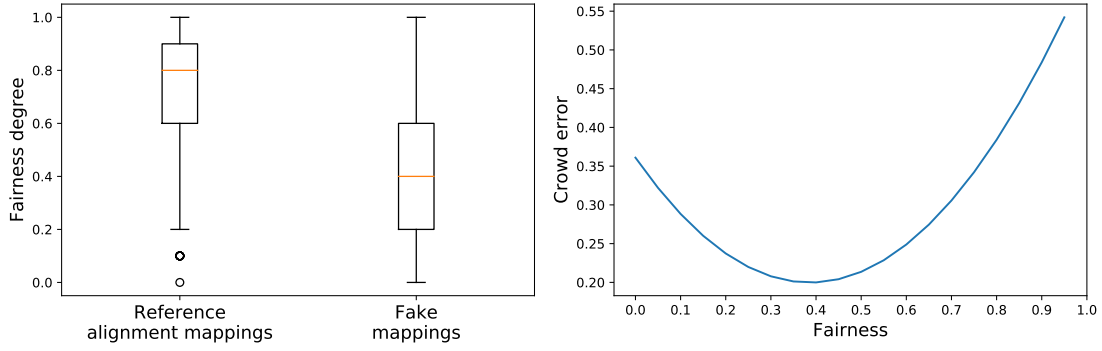 Fairness degree
1.0
0.8
0.6
0.4
0.2
0.0
Reference
alignment mappings
Fake
mappings
Crowd error
0.55
0.50
0.45
0.40
0.35
0.30
0.25
0.20
0.0 0.1 0.2 0.3 0.4 0.5 0.6 0.7 0.8 0.9 1.0
Fairness